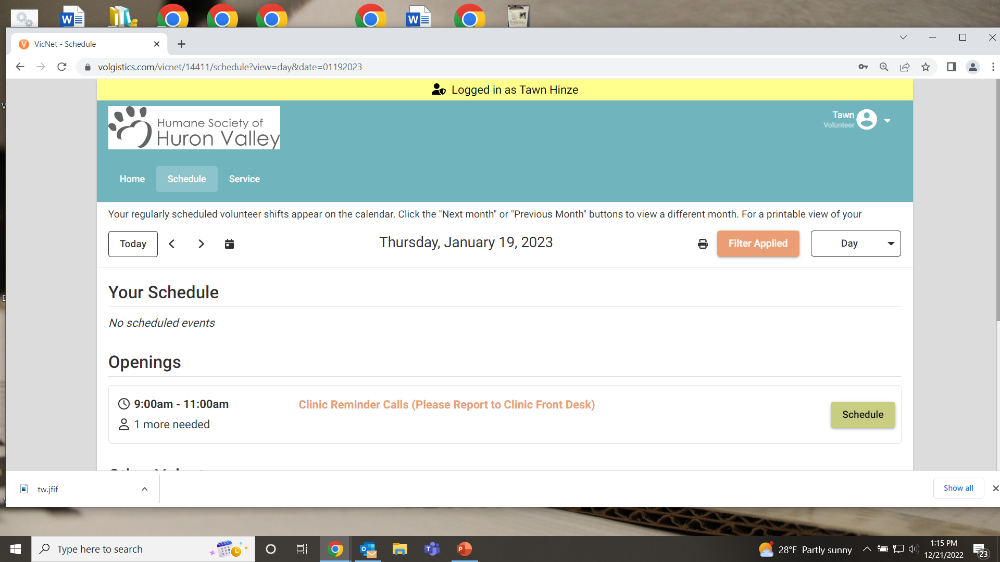 VicNet - Schedule
volgistics.com/vicnet/14411/schedule?view=day&date=01192023
Logged in as Tawn Hinze
Humane Society of
Huron Valley
Tawn
Volunteer
Home Schedule Service
Your regularly scheduled volunteer shifts appear on the calendar. Click the "Next month" or "Previous Month" buttons to view a different month. For a printable view of your
Today
Thursday, January 19, 2023
Filter Applied
Day
Your Schedule
No scheduled events
Openings
9:00am - 11:00am
Clinic Reminder Calls (Please Report to Clinic Front Desk)
1 more needed
Schedule
tw.jfif
Show all
Type here to search
28°F Partly sunny
1:15 PM
12/21/2022
23